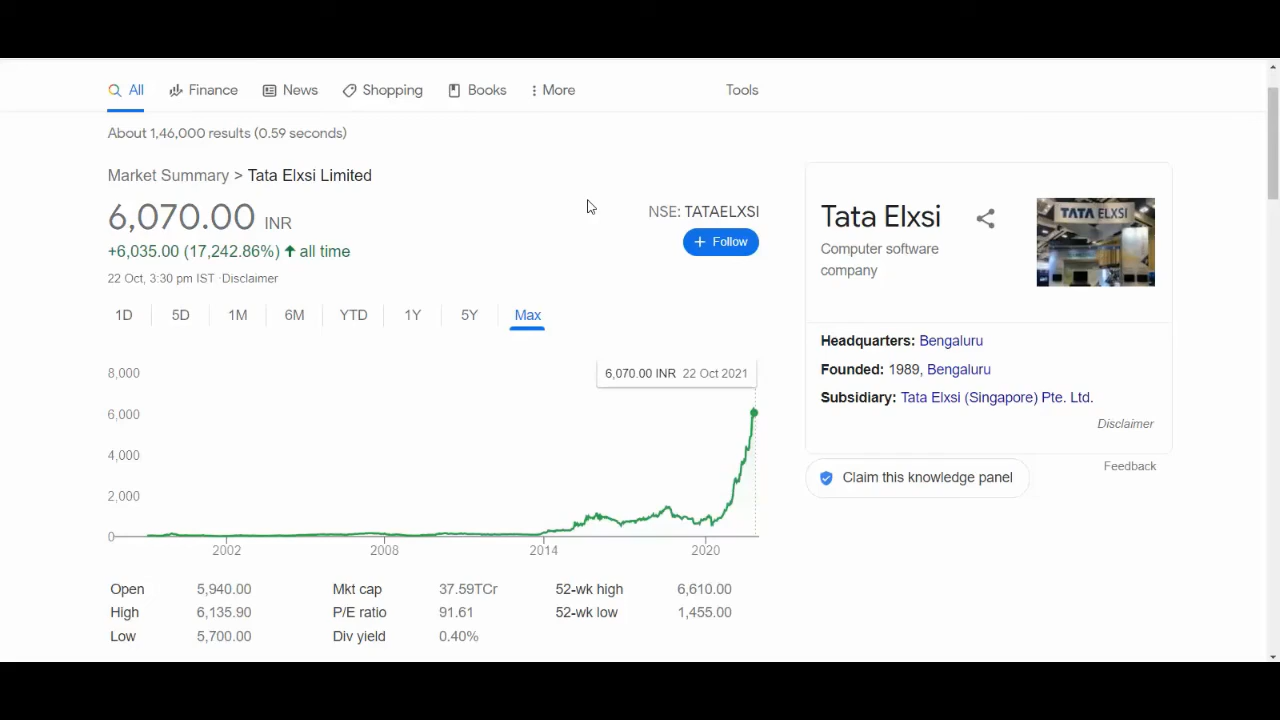 All Finance News Shopping Books More Tools
About 1,46,000 results (0.59 seconds)
Market Summary > Tata Elxsi Limited
6,070.00 INR
+6,035.00 (17,242.86%) ↑ all time
22 Oct, 3:30 pm IST ·Disclaimer
NSE: TATAELXSI
+ Follow
1D 5D 1M 6M YTD 1Y 5Y Max
6,070.00 INR 22 Oct 2021
8,000
6,000
4,000
2,000
0
2002 2008 2014 2020
Open 5,940.00 Mkt cap 37.59TCr 52-wk high 6,610.00
High 6,135.90 P/E ratio 91.61 52-wk low 1,455.00
Low 5,700.00 Div yield 0.40%
Tata Elxsi
Computer software
company
TATA ELXSI
Headquarters: Bengaluru
Founded: 1989, Bengaluru
Subsidiary: Tata Elxsi (Singapore) Pte. Ltd.
Disclaimer
Feedback
Claim this knowledge panel